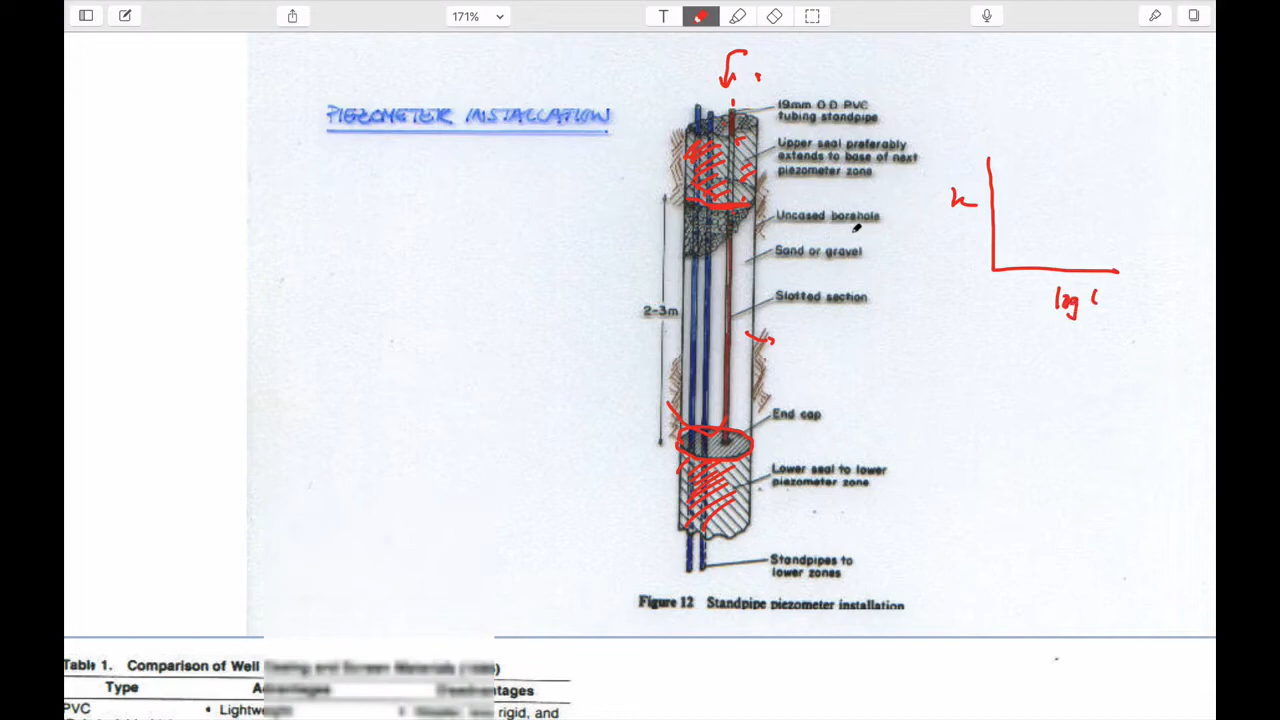 171%
T
PIEZOMETER INSTALLATION
19mm O D PVC
tubing standpipe
Upper seal preferably
extends to base of next
piezometer zone
Uncased borehole
Sand or gravel
Slotted section
2-3m
End cap
Lower seal to lower
piezometer zone
Standpipes to
lower zones
Figure 12 Standpipe piezometer installation
log
Table 1. Comparison of Well
Type
PVC
• Lightweight
rigid, and